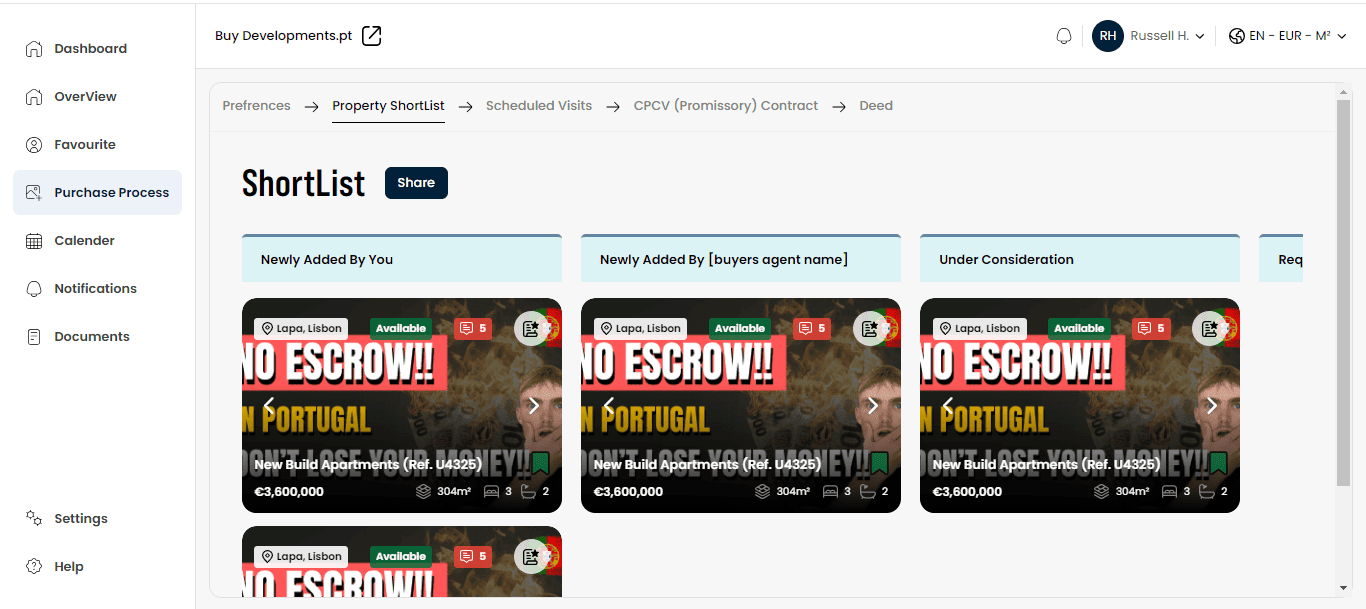 Buy Developments.pt
RH Russell H. EN - EUR - M²
Dashboard
OverView
Favourite
Purchase Process
Calender
Notifications
Documents
Settings
Help
Prefrences → Property ShortList → Scheduled Visits → CPCV (Promissory) Contract → Deed
ShortList Share
Newly Added By You
Newly Added By [buyers agent name]
Under Consideration
Req
Lapa, Lisbon Available 5
NO ESCROW!!
N PORTUGAL
DON'T LOSE YOUR MONEY!!
New Build Apartments (Ref. U4325)
€3,600,000 304m² 3 2
Lapa, Lisbon Available 5
NO ESCROW!!
N PORTUGAL
DON'T LOSE YOUR MONEY!!
New Build Apartments (Ref. U4325)
€3,600,000 304m² 3 2
Lapa, Lisbon Available 5
NO ESCROW!!
N PORTUGAL
DON'T LOSE YOUR MONEY!!
New Build Apartments (Ref. U4325)
€3,600,000 304m² 3 2
Lapa, Lisbon Available 5
NO ESCROW!!